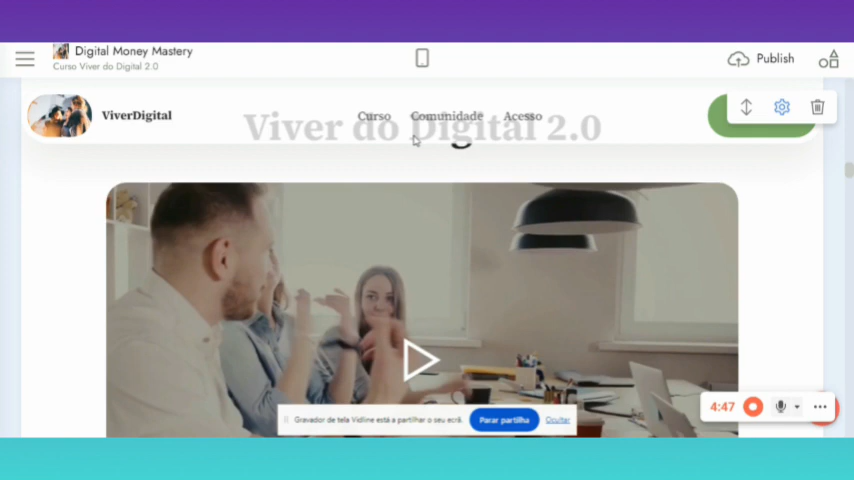 Digital Money Mastery
Curso Viver do Digital 2.0
Publish
ViverDigital
Curso Comunidade Acesso
Viver do Digital 2.0
4:47
Gravador de tela Vidline está a partilhar o seu ecrã.
Parar partilha
Ocultar